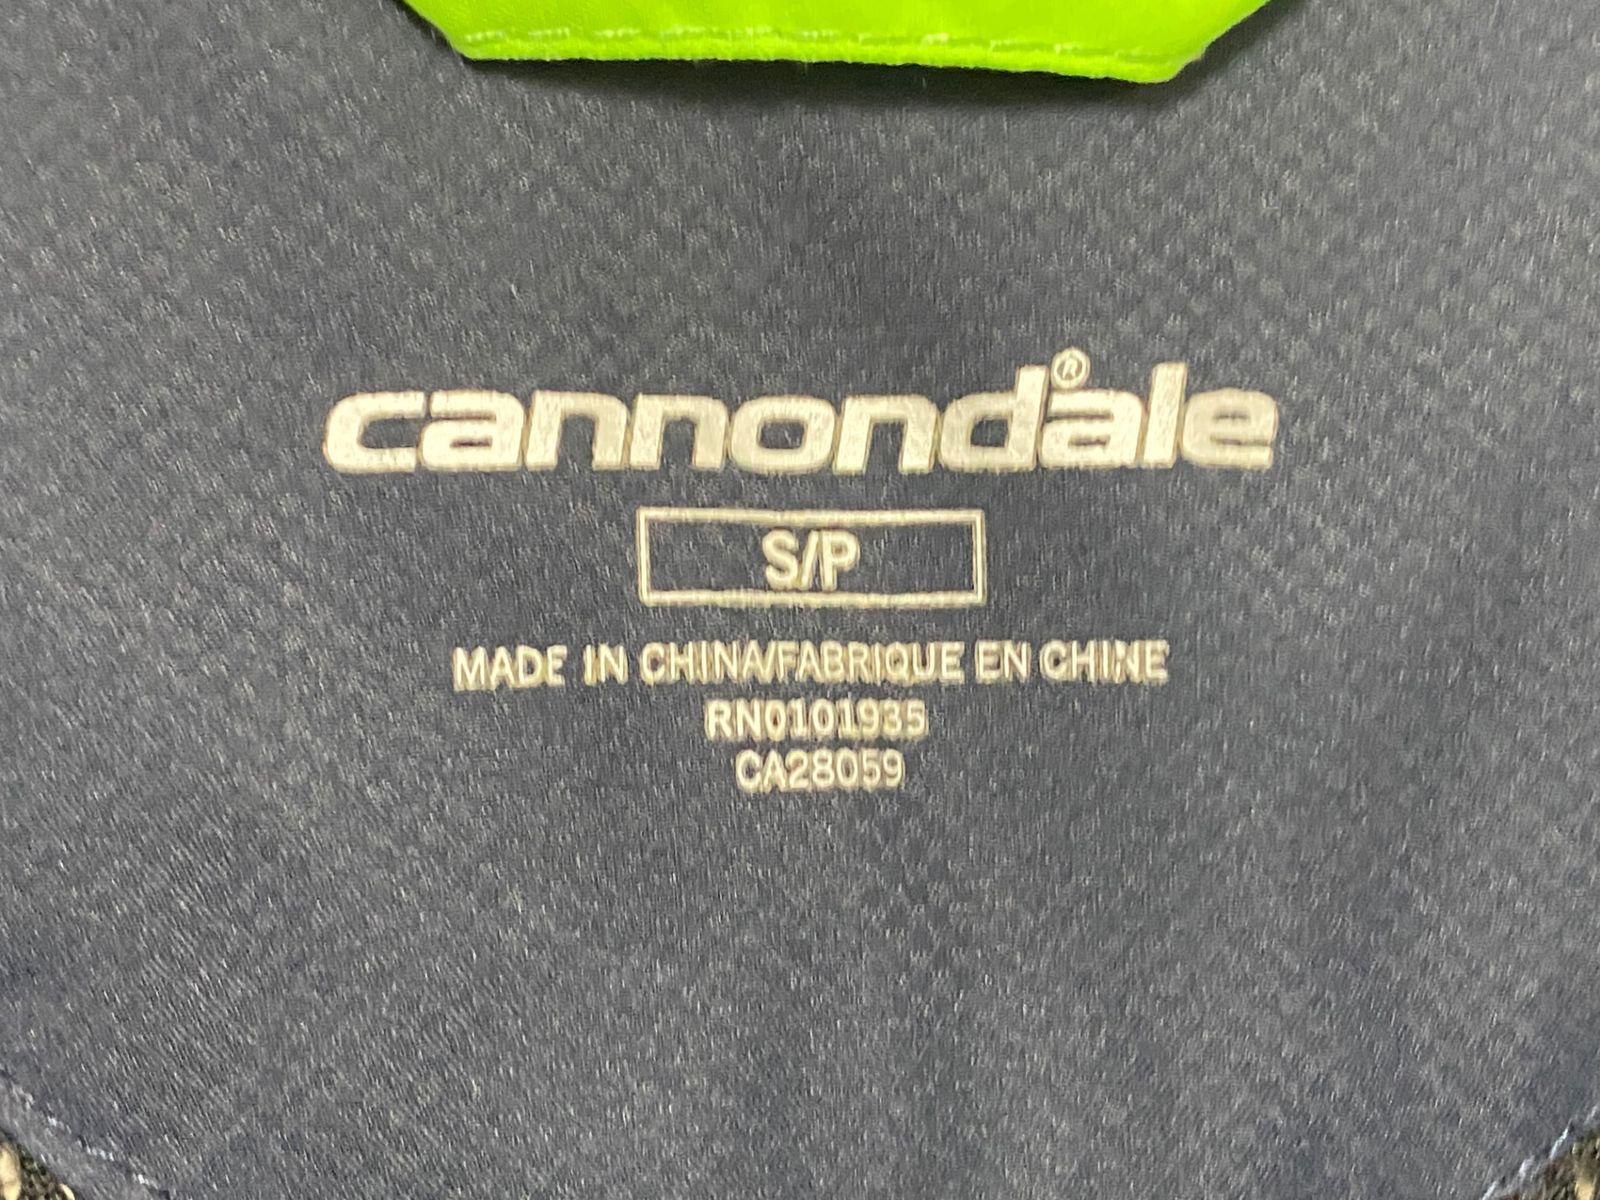 cannondale®
S/P
MADE IN CHINA/FABRIQUE EN CHINE
RN0101935
CA28059